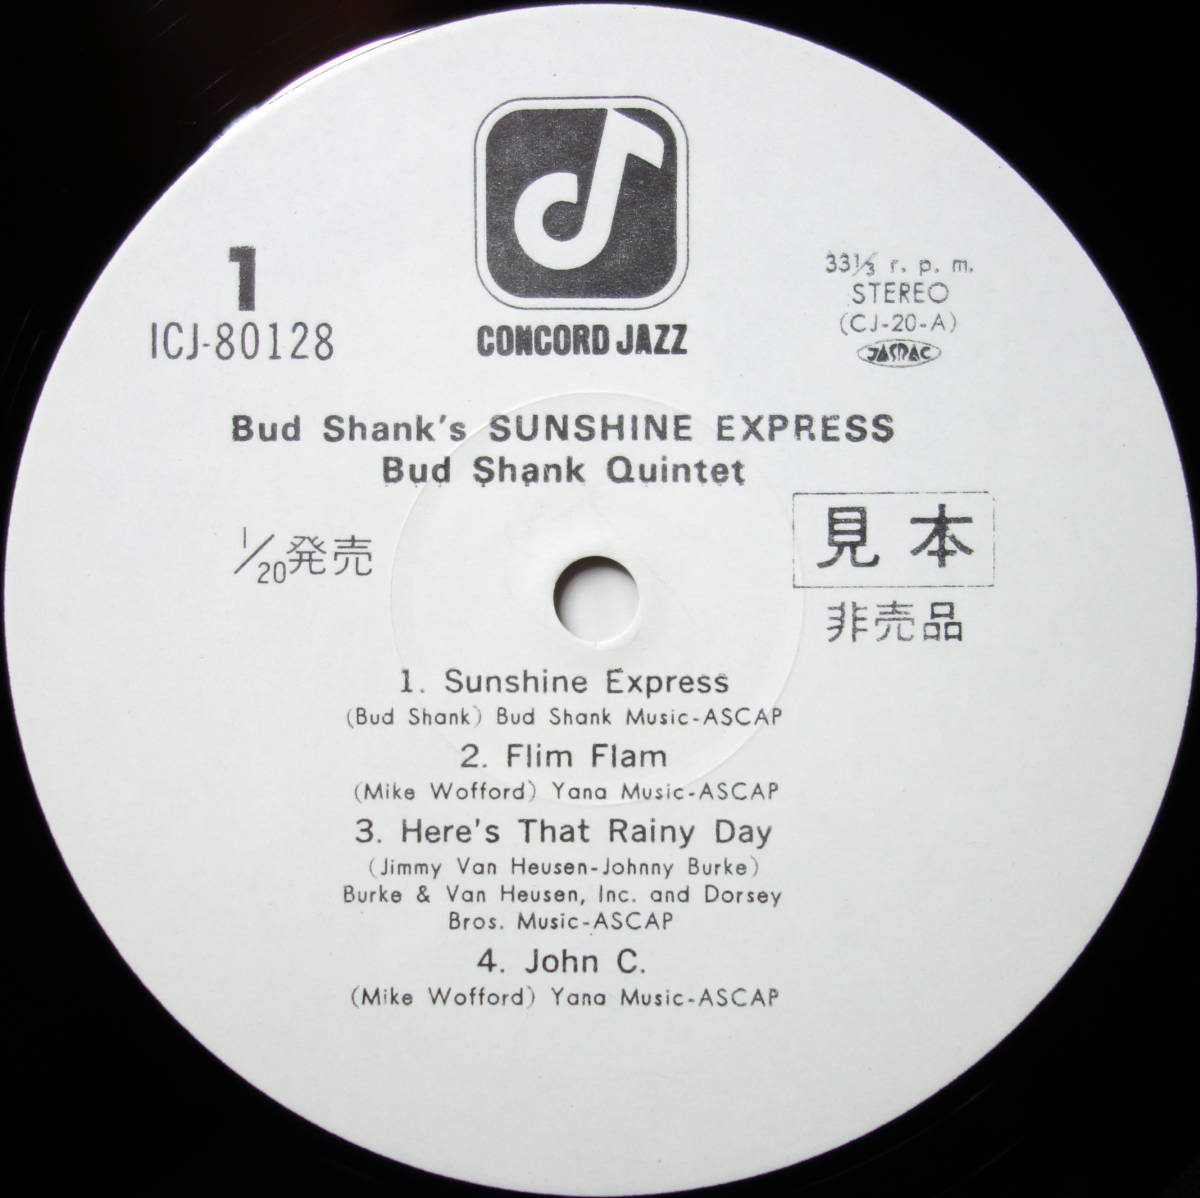 CONCORD JAZZ
1
ICJ-80128
33⅓ r. p. m.
STEREO
(CJ-20-A)
JASRAC
Bud Shank's SUNSHINE EXPRESS
Bud Shank Quintet
1/20発売
見本
非売品
1. Sunshine Express
(Bud Shank) Bud Shank Music-ASCAP
2. Flim Flam
(Mike Wofford) Yana Music-ASCAP
3. Here's That Rainy Day
(Jimmy Van Heusen-Johnny Burke)
Burke & Van Heusen, Inc. and Dorsey
Bros. Music-ASCAP
4. John C.
(Mike Wofford) Yana Music-ASCAP